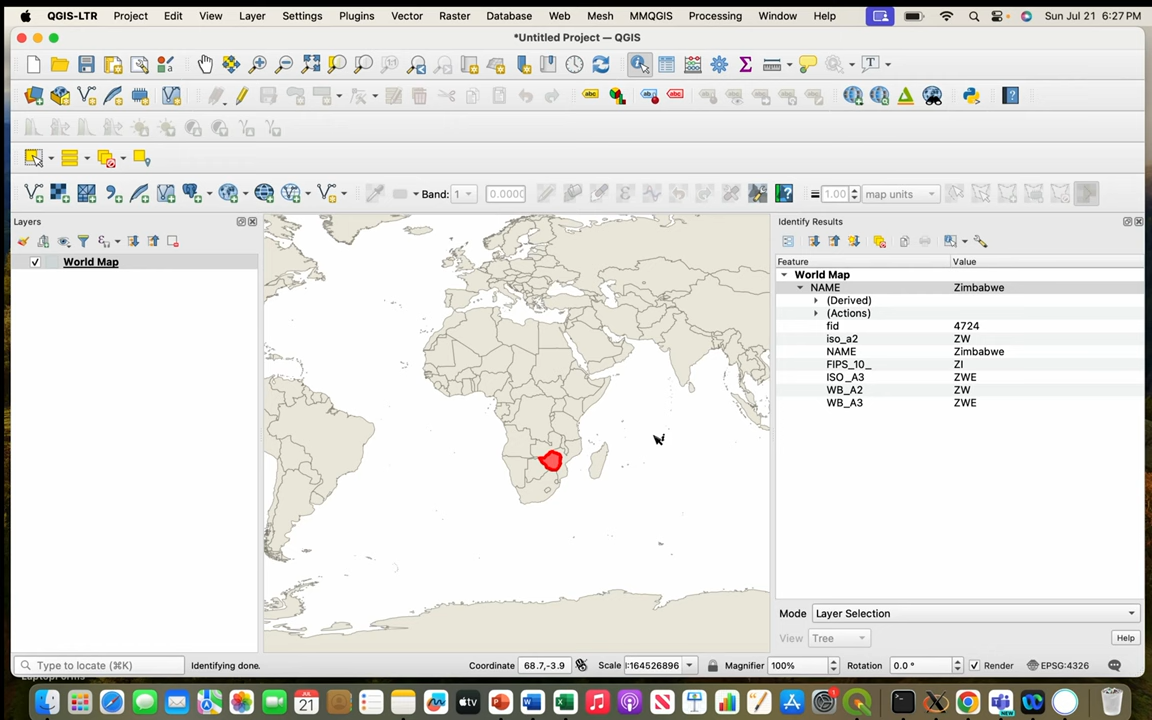 QGIS-LTR Project Edit View Layer Settings Plugins Vector Raster Database Web Mesh MMQGIS Processing Window Help Sun Jul 21 6:27 PM
*Untitled Project — QGIS
Band: 1 0.0000 1.00 map units
Layers
World Map
Identify Results
Feature Value
World Map
NAME Zimbabwe
(Derived)
(Actions)
fid 4724
iso_a2 ZW
NAME Zimbabwe
FIPS_10_ ZI
ISO_A3 ZWE
WB_A2 ZW
WB_A3 ZWE
Mode Layer Selection
View Tree Help
Type to locate (⌘K) Identifying done. Coordinate 68.7,-3.9 Scale 1:164526896 Magnifier 100% Rotation 0.0 ° Render EPSG:4326
JUL
21